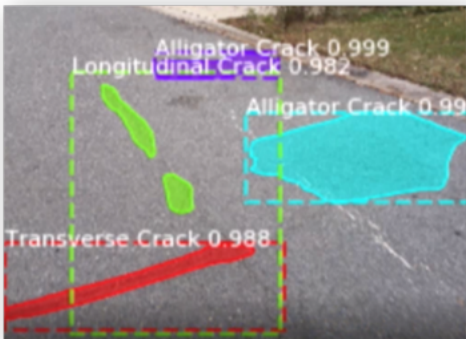 Alligator Crack 0.999
Longitudinal Crack 0.982
Alligator Crack 0.99
Transverse Crack 0.988